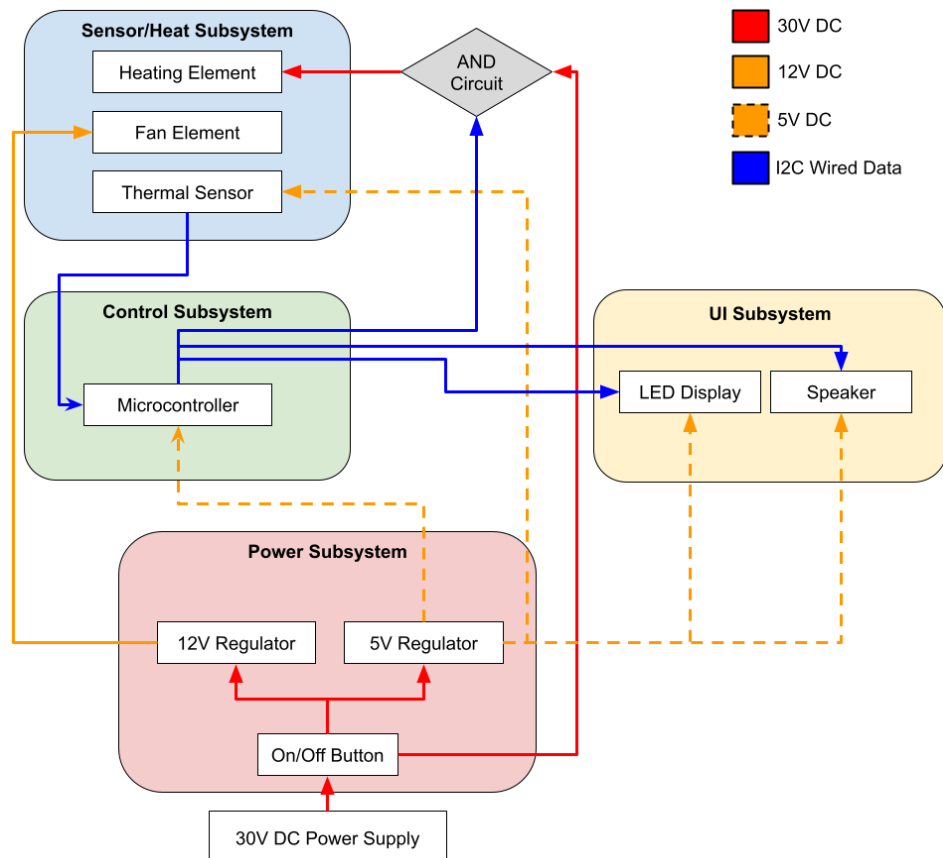 Sensor/Heat Subsystem
Heating Element
Fan Element
Thermal Sensor
AND
Circuit
30V DC
12V DC
5V DC
I2C Wired Data
Control Subsystem
Microcontroller
UI Subsystem
LED Display
Speaker
Power Subsystem
12V Regulator
5V Regulator
On/Off Button
30V DC Power Supply